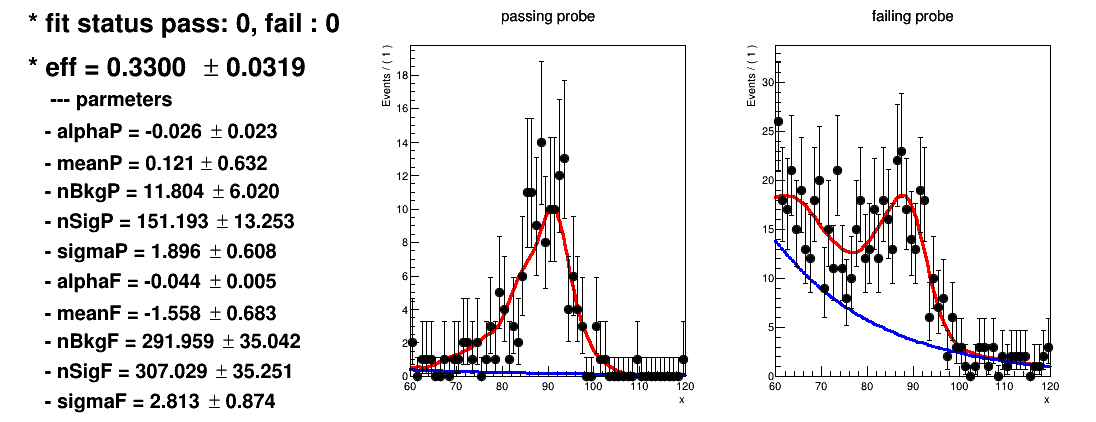 * fit status pass: 0, fail : 0
* eff = 0.3300 ± 0.0319
--- parmeters
- alphaP = -0.026 ± 0.023
- meanP = 0.121 ± 0.632
- nBkgP = 11.804 ± 6.020
- nSigP = 151.193 ± 13.253
- sigmaP = 1.896 ± 0.608
- alphaF = -0.044 ± 0.005
- meanF = -1.558 ± 0.683
- nBkgF = 291.959 ± 35.042
- nSigF = 307.029 ± 35.251
- sigmaF = 2.813 ± 0.874
passing probe
Events / ( 1 )
18
16
14
12
10
8
6
4
2
0
60 70 80 90 100 110 120
x
failing probe
Events / ( 1 )
30
25
20
15
10
5
0
60 70 80 90 100 110 120
x